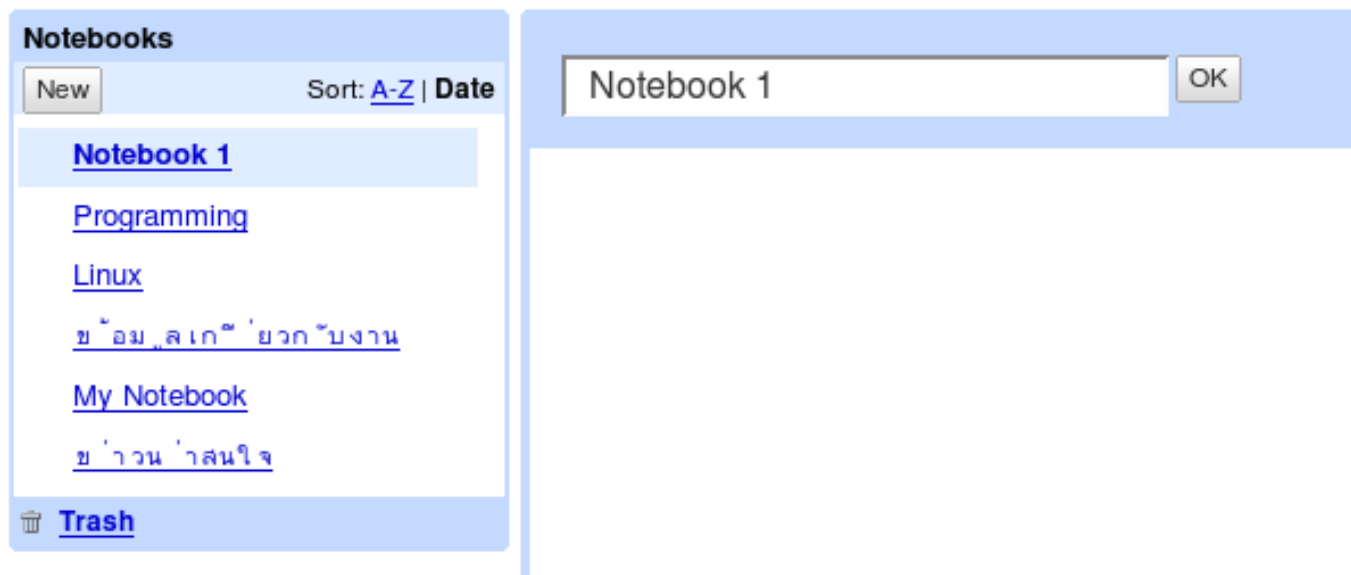 Notebooks
New Sort: A-Z | Date
Notebook 1
Programming
Linux
ข้อมูลเกี่ยวกับงาน
My Notebook
ข่าวน่าสนใจ
Trash
Notebook 1 OK